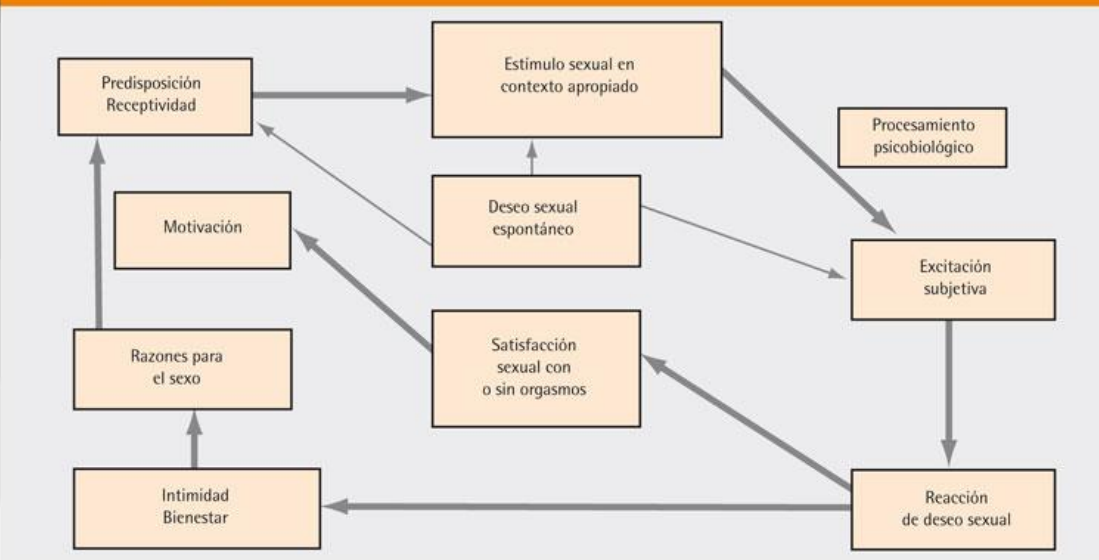 Predisposición
Receptividad
Estímulo sexual en
contexto apropiado
Procesamiento
psicobiológico
Motivación
Deseo sexual
espontáneo
Excitación
subjetiva
Razones para
el sexo
Satisfacción
sexual con
o sin orgasmos
Intimidad
Bienestar
Reacción
de deseo sexual